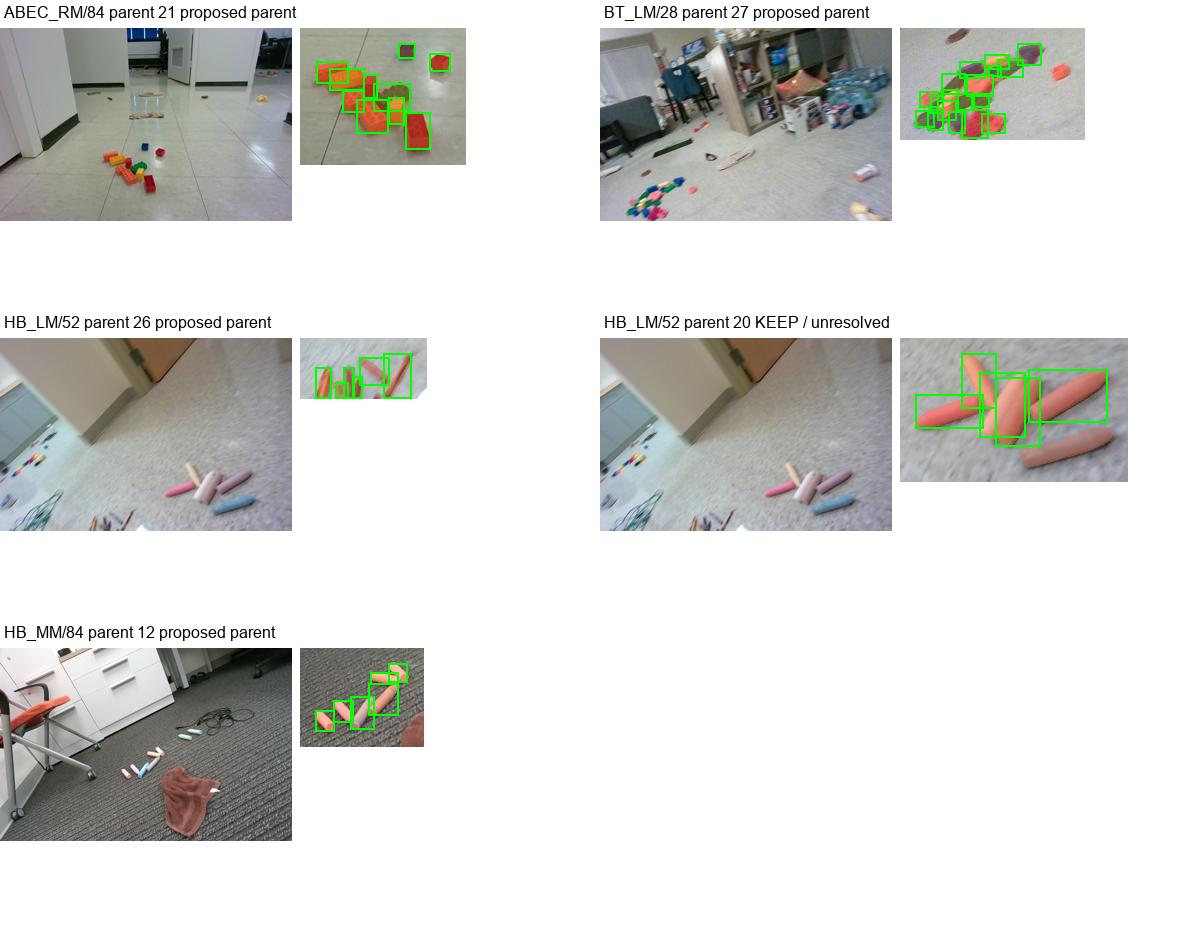 ABEC_RM/84 parent 21 proposed parent
BT_LM/28 parent 27 proposed parent
HB_LM/52 parent 26 proposed parent
HB_LM/52 parent 20 KEEP / unresolved
HB_MM/84 parent 12 proposed parent